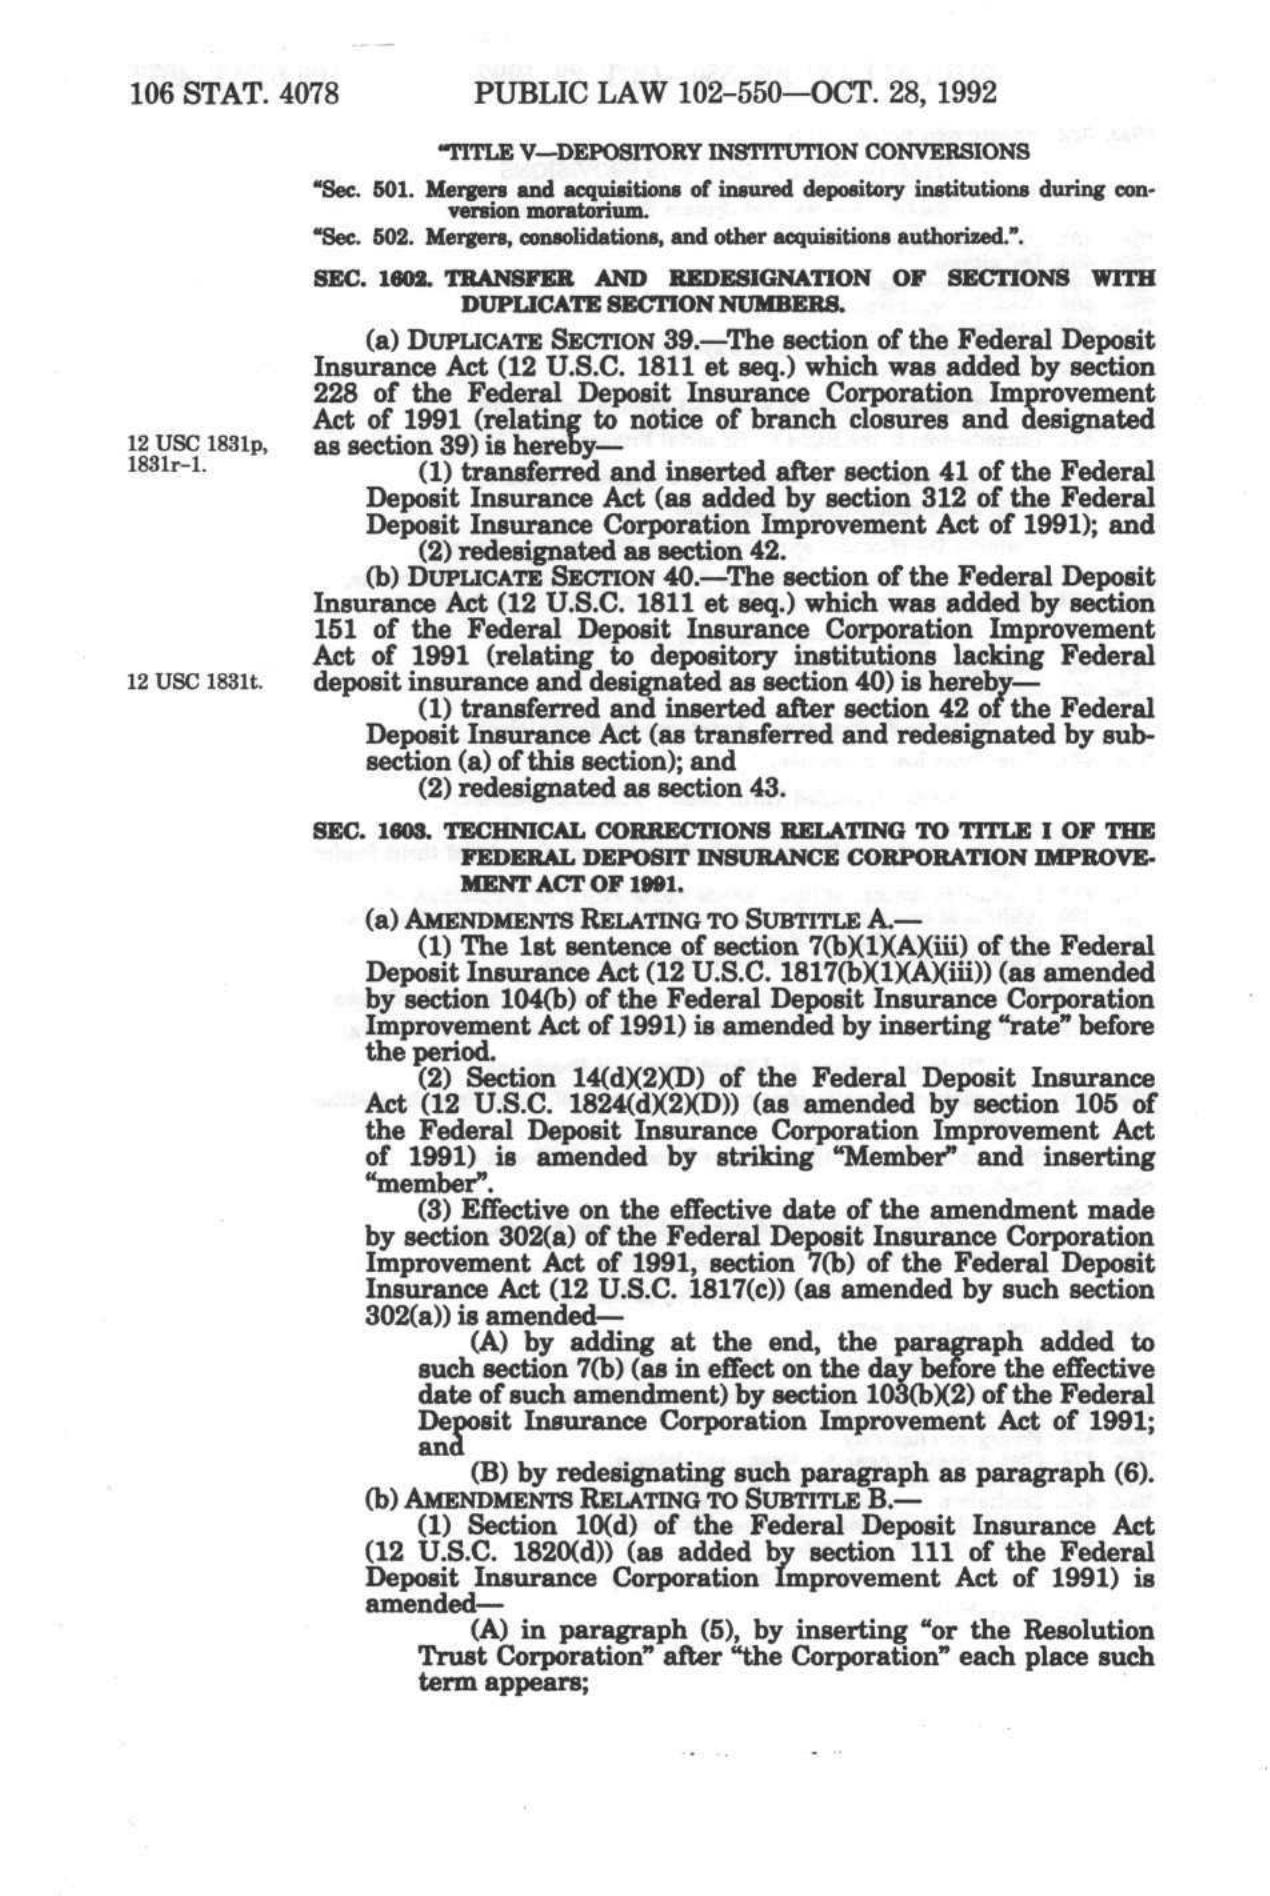 106 STAT. 4078 PUBLIC LAW 102–550—OCT. 28, 1992
"TITLE V—DEPOSITORY INSTITUTION CONVERSIONS
"Sec. 501. Mergers and acquisitions of insured depository institutions during con-
version moratorium.
"Sec. 502. Mergers, consolidations, and other acquisitions authorized.".
SEC. 1602. TRANSFER AND REDESIGNATION OF SECTIONS WITH
DUPLICATE SECTION NUMBERS.
(a) DUPLICATE SECTION 39.—The section of the Federal Deposit
Insurance Act (12 U.S.C. 1811 et seq.) which was added by section
228 of the Federal Deposit Insurance Corporation Improvement
Act of 1991 (relating to notice of branch closures and designated
12 USC 1831p, as section 39) is hereby—
1831r–1.
(1) transferred and inserted after section 41 of the Federal
Deposit Insurance Act (as added by section 312 of the Federal
Deposit Insurance Corporation Improvement Act of 1991); and
(2) redesignated as section 42.
(b) DUPLICATE SECTION 40.—The section of the Federal Deposit
Insurance Act (12 U.S.C. 1811 et seq.) which was added by section
151 of the Federal Deposit Insurance Corporation Improvement
Act of 1991 (relating to depository institutions lacking Federal
12 USC 1831t. deposit insurance and designated as section 40) is hereby—
(1) transferred and inserted after section 42 of the Federal
Deposit Insurance Act (as transferred and redesignated by sub-
section (a) of this section); and
(2) redesignated as section 43.
SEC. 1603. TECHNICAL CORRECTIONS RELATING TO TITLE I OF THE
FEDERAL DEPOSIT INSURANCE CORPORATION IMPROVE-
MENT ACT OF 1991.
(a) AMENDMENTS RELATING TO SUBTITLE A.—
(1) The 1st sentence of section 7(b)(1)(A)(iii) of the Federal
Deposit Insurance Act (12 U.S.C. 1817(b)(1)(A)(iii)) (as amended
by section 104(b) of the Federal Deposit Insurance Corporation
Improvement Act of 1991) is amended by inserting "rate" before
the period.
(2) Section 14(d)(2)(D) of the Federal Deposit Insurance
Act (12 U.S.C. 1824(d)(2)(D)) (as amended by section 105 of
the Federal Deposit Insurance Corporation Improvement Act
of 1991) is amended by striking "Member" and inserting
"member".
(3) Effective on the effective date of the amendment made
by section 302(a) of the Federal Deposit Insurance Corporation
Improvement Act of 1991, section 7(b) of the Federal Deposit
Insurance Act (12 U.S.C. 1817(c)) (as amended by such section
302(a)) is amended—
(A) by adding at the end, the paragraph added to
such section 7(b) (as in effect on the day before the effective
date of such amendment) by section 103(b)(2) of the Federal
Deposit Insurance Corporation Improvement Act of 1991;
and
(B) by redesignating such paragraph as paragraph (6).
(b) AMENDMENTS RELATING TO SUBTITLE B.—
(1) Section 10(d) of the Federal Deposit Insurance Act
(12 U.S.C. 1820(d)) (as added by section 111 of the Federal
Deposit Insurance Corporation Improvement Act of 1991) is
amended—
(A) in paragraph (5), by inserting "or the Resolution
Trust Corporation" after "the Corporation" each place such
term appears;